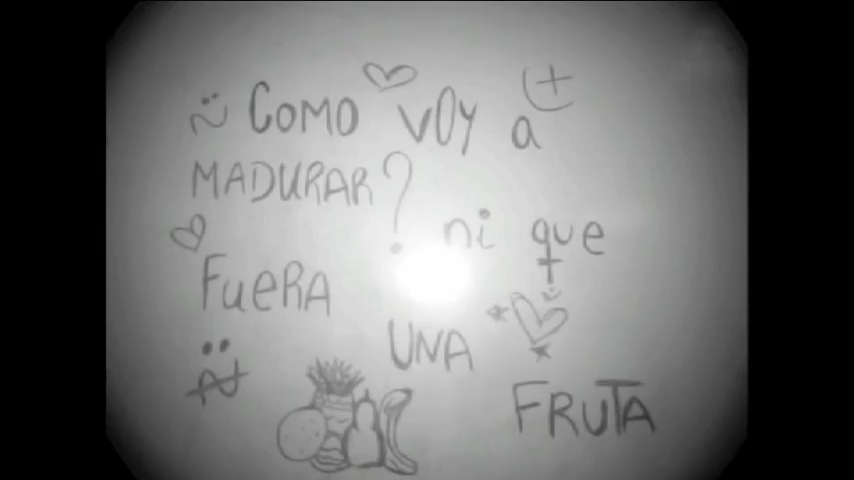 COMO VOY a
MADURAR?
ni que
FUERA
UNA
FRUTA